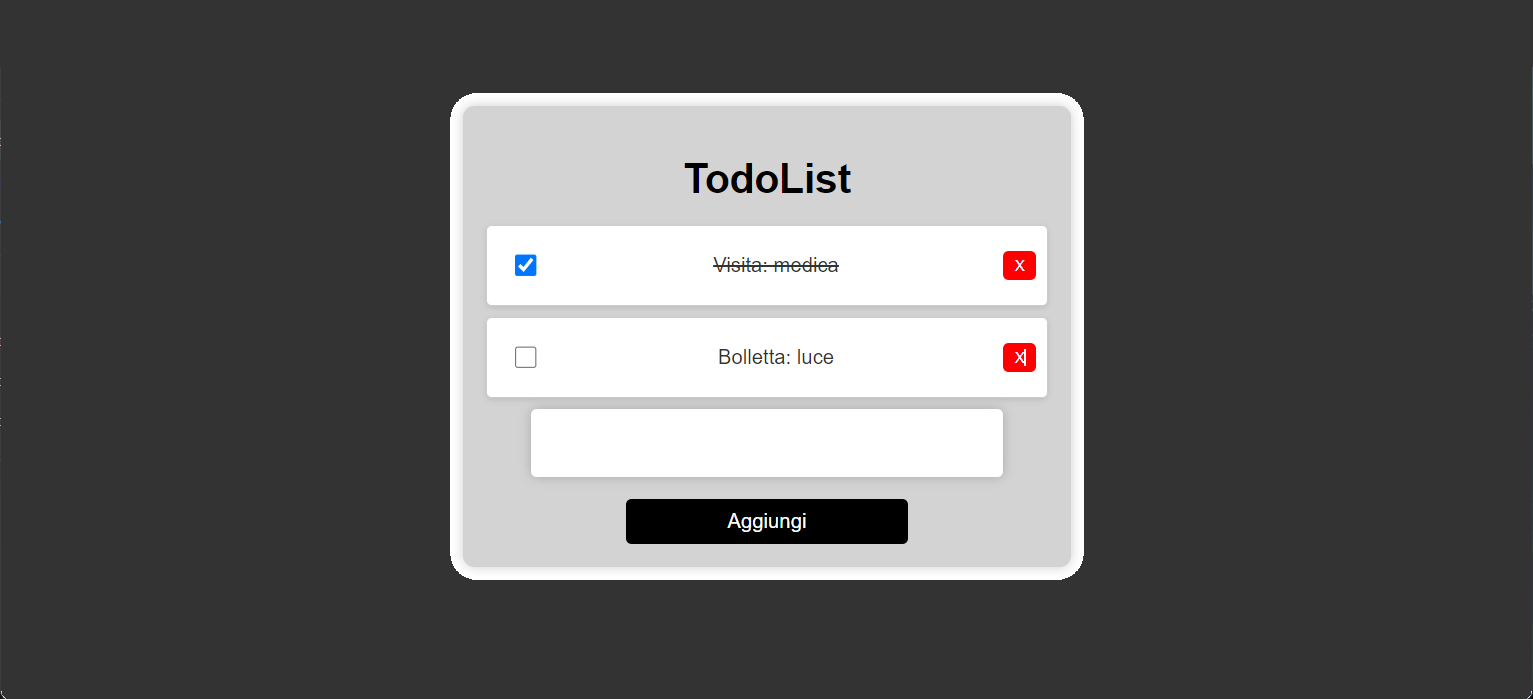 TodoList
Visita: medica
X
Bolletta: luce
X
Aggiungi